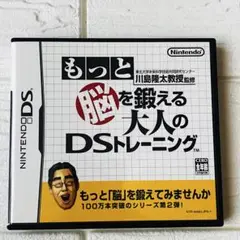 Nintendo
東北大学未来科学技術共同研究センター
川島隆太教授監修
もっと
脳を鍛える
大人の
DSトレーニング
NINTENDO DS
もっと「脳」を鍛えてみませんか
100万本突破のシリーズ第2弾!